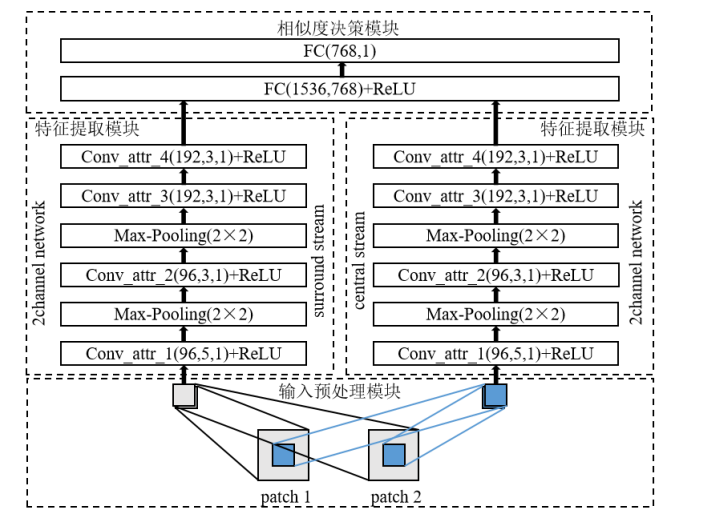 相似度决策模块
FC(768,1)
FC(1536,768)+ReLU
特征提取模块
Conv_attr_4(192,3,1)+ReLU
Conv_attr_3(192,3,1)+ReLU
Max-Pooling(2×2)
Conv_attr_2(96,3,1)+ReLU
Max-Pooling(2×2)
Conv_attr_1(96,5,1)+ReLU
2channel network
surround stream
特征提取模块
Conv_attr_4(192,3,1)+ReLU
Conv_attr_3(192,3,1)+ReLU
Max-Pooling(2×2)
Conv_attr_2(96,3,1)+ReLU
Max-Pooling(2×2)
Conv_attr_1(96,5,1)+ReLU
central stream
2channel network
输入预处理模块
patch 1
patch 2